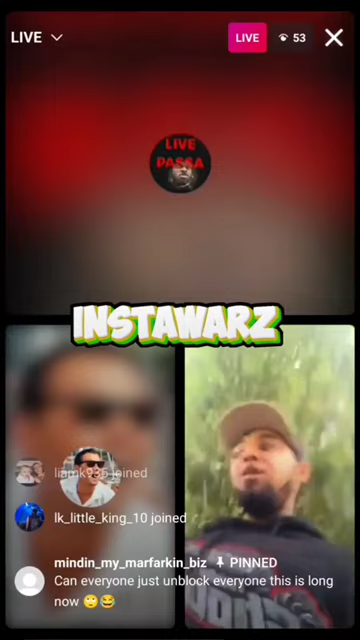 LIVE
LIVE
53
LIVE
PASSA
INSTAWARZ
liamk936 joined
lk_little_king_10 joined
mindin_my_marfarkin_biz PINNED
Can everyone just unblock everyone this is long
now 🙄😂